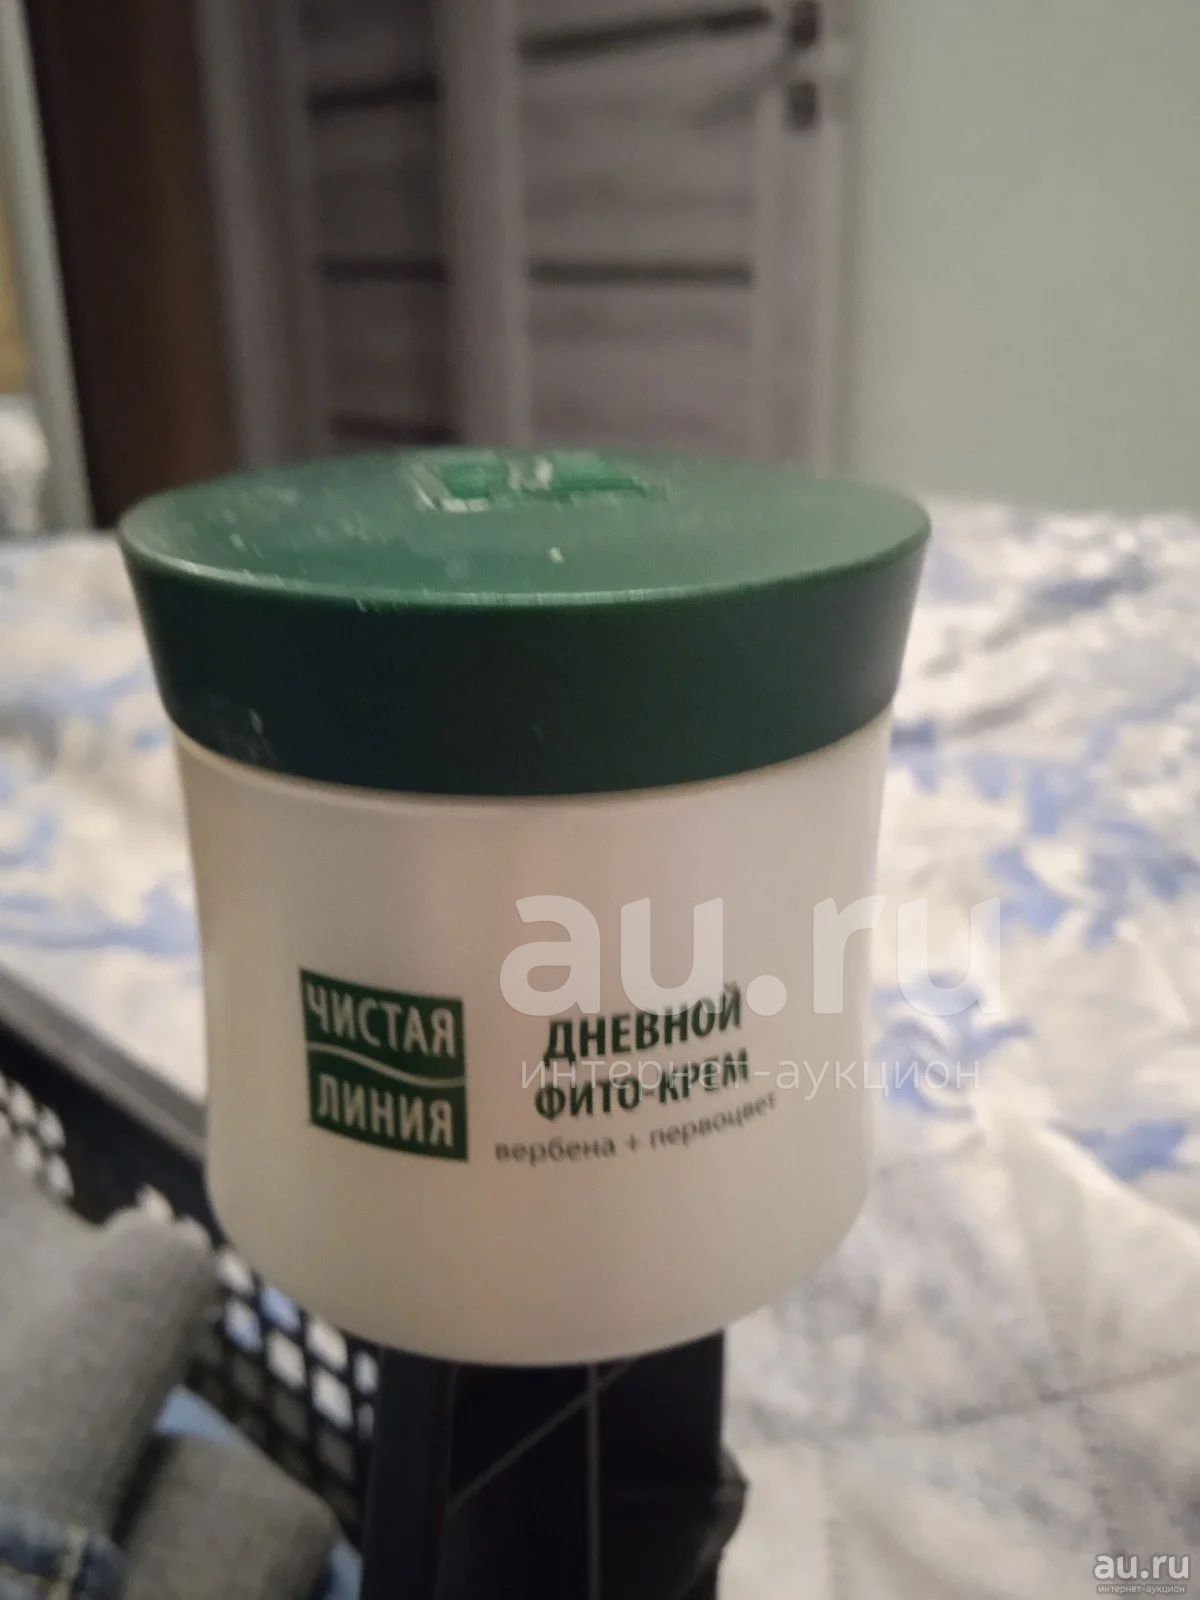 au.ru
интернет-аукцион
ЧИСТАЯ
ЛИНИЯ
ДНЕВНОЙ
ФИТО-КРЕМ
вербена + первоцвет
au.ru
интернет-аукцион